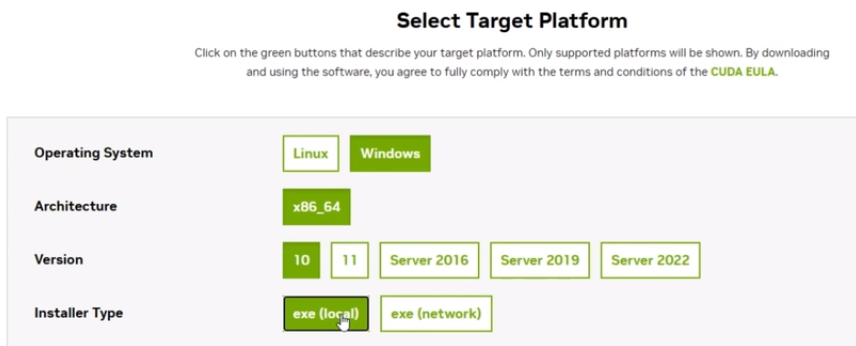 Select Target Platform
Click on the green buttons that describe your target platform. Only supported platforms will be shown. By downloading
and using the software, you agree to fully comply with the terms and conditions of the CUDA EULA.
Operating System Linux Windows
Architecture x86_64
Version 10 11 Server 2016 Server 2019 Server 2022
Installer Type exe (local) exe (network)